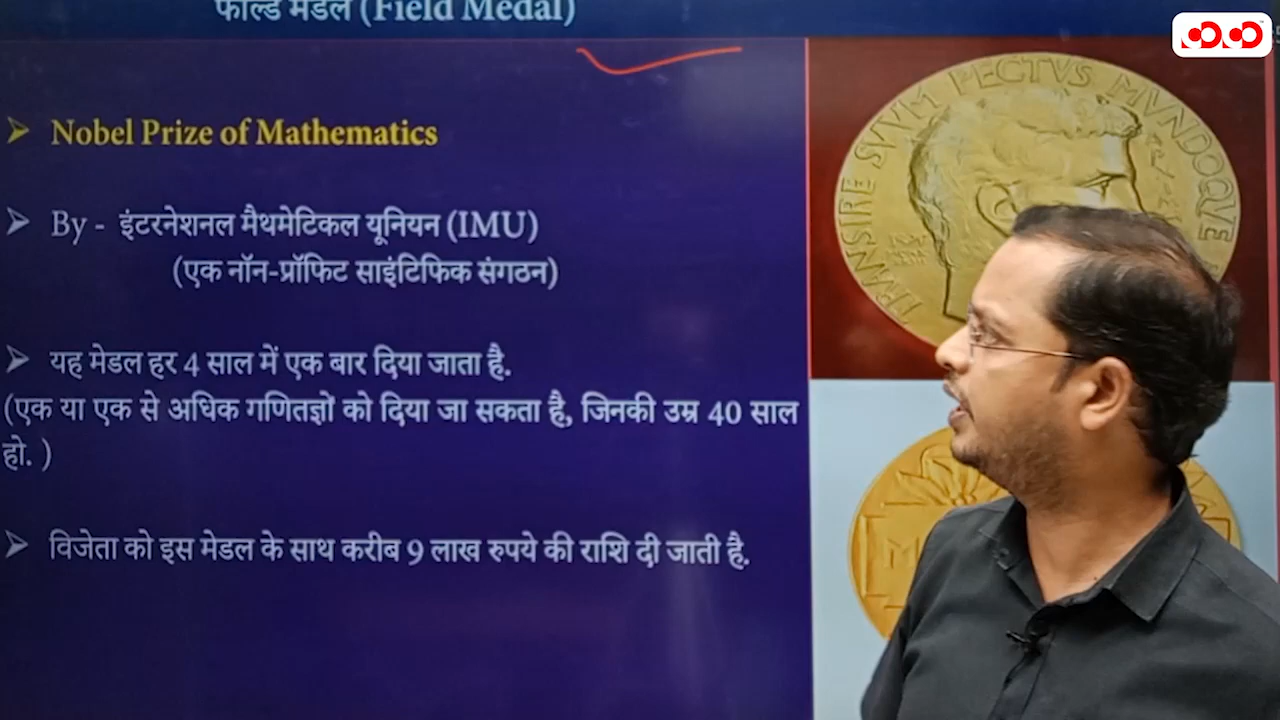 फील्ड मेडल (Field Medal)
Nobel Prize of Mathematics
By - इंटरनेशनल मैथमेटिकल यूनियन (IMU)
(एक नॉन-प्रॉफिट साइंटिफिक संगठन)
यह मेडल हर 4 साल में एक बार दिया जाता है.
(एक या एक से अधिक गणितज्ञों को दिया जा सकता है, जिनकी उम्र 40 साल
हो. )
विजेता को इस मेडल के साथ करीब 9 लाख रुपये की राशि दी जाती है.
TRANSIRE SVVM PECTVS MVNDOQVE